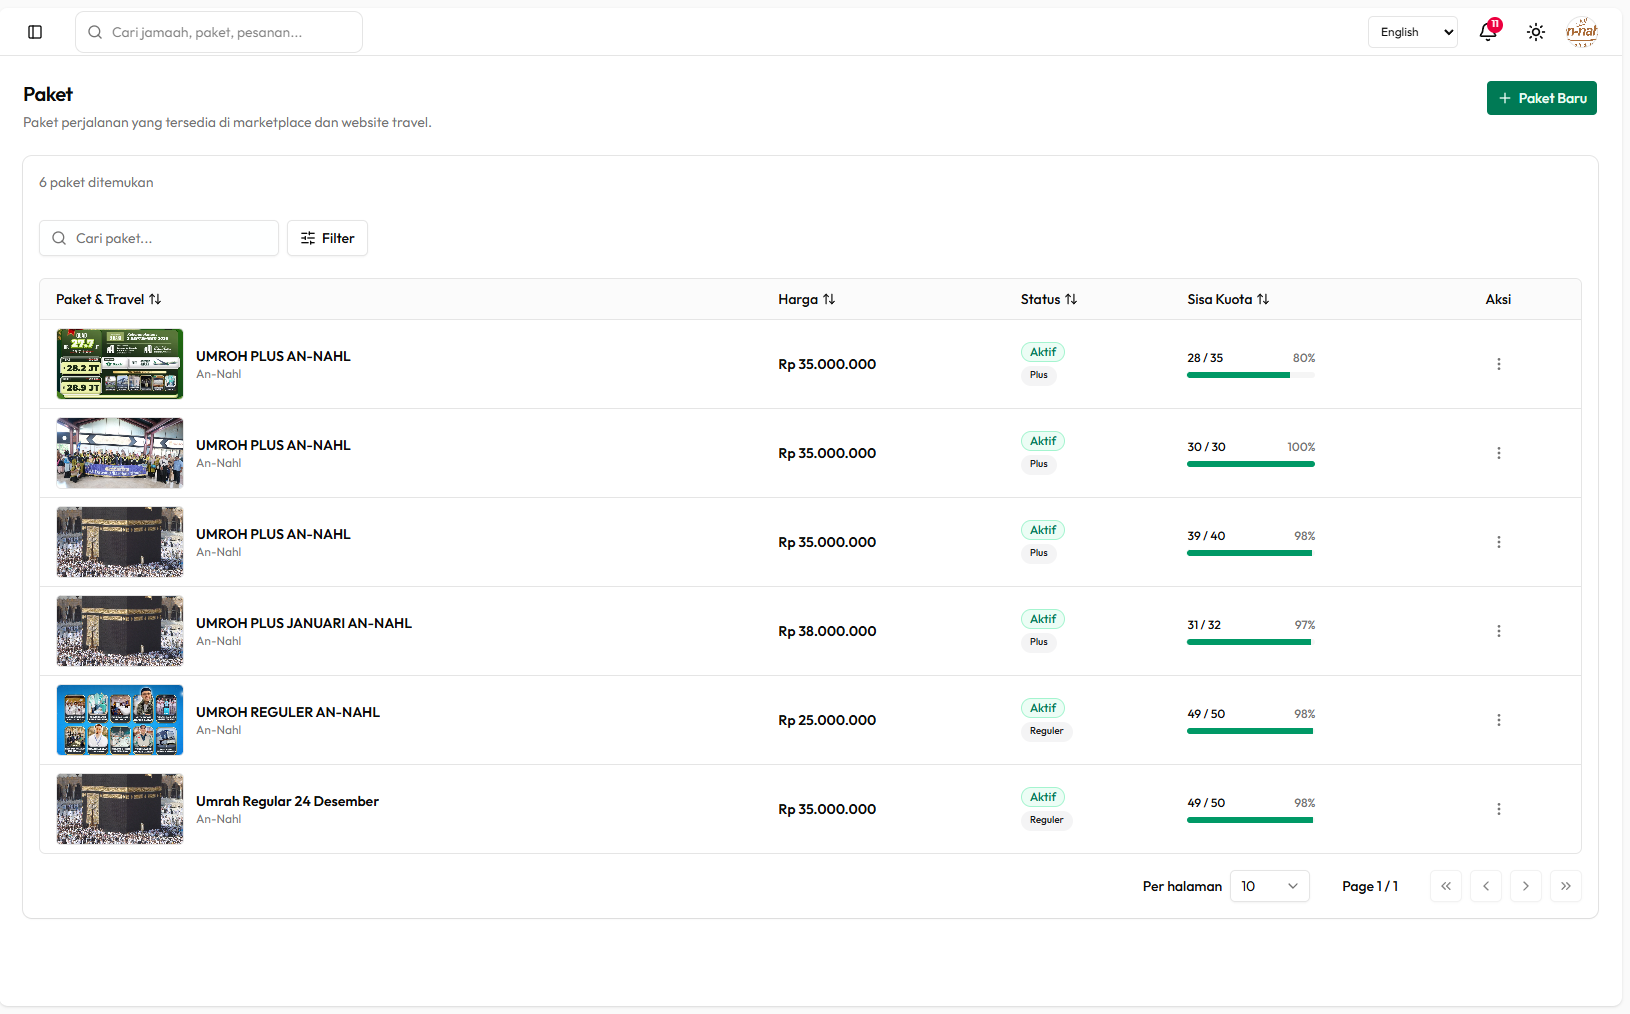 Cari jamaah, paket, pesanan...
English
11
Paket
Paket perjalanan yang tersedia di marketplace dan website travel.
Paket Baru
6 paket ditemukan
Cari paket...
Filter
Paket & Travel
Harga
Status
Sisa Kuota
Aksi
28.2 JT
28.9 JT
UMROH PLUS AN-NAHL
An-Nahl
Rp 35.000.000
Aktif
Plus
28 / 35
80%
UMROH PLUS AN-NAHL
An-Nahl
Rp 35.000.000
Aktif
Plus
30 / 30
100%
UMROH PLUS AN-NAHL
An-Nahl
Rp 35.000.000
Aktif
Plus
39 / 40
98%
UMROH PLUS JANUARI AN-NAHL
An-Nahl
Rp 38.000.000
Aktif
Plus
31 / 32
97%
UMROH REGULER AN-NAHL
An-Nahl
Rp 25.000.000
Aktif
Reguler
49 / 50
98%
Umrah Regular 24 Desember
An-Nahl
Rp 35.000.000
Aktif
Reguler
49 / 50
98%
Per halaman
10
Page 1 / 1